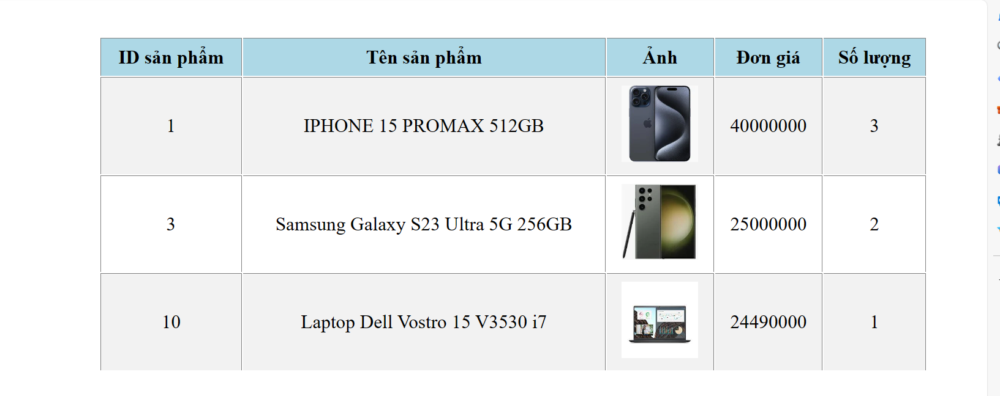 ID sản phẩm Tên sản phẩm Ảnh Đơn giá Số lượng
1 IPHONE 15 PROMAX 512GB 40000000 3
3 Samsung Galaxy S23 Ultra 5G 256GB 25000000 2
10 Laptop Dell Vostro 15 V3530 i7 24490000 1